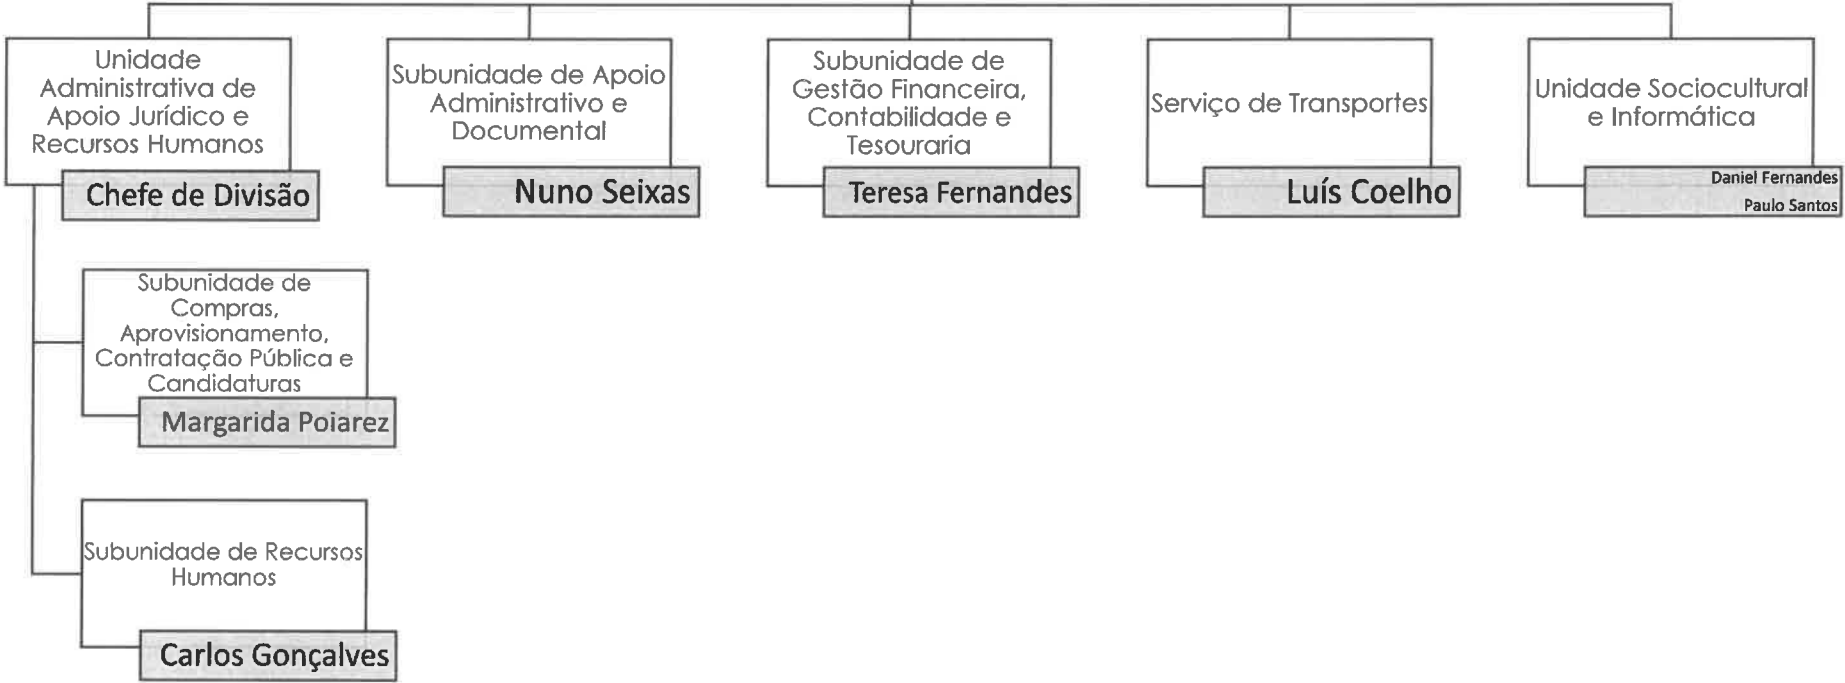 Unidade
Administrativa de
Apoio Jurídico e
Recursos Humanos
Chefe de Divisão
Subunidade de Apoio
Administrativo e
Documental
Nuno Seixas
Subunidade de
Gestão Financeira,
Contabilidade e
Tesouraria
Teresa Fernandes
Serviço de Transportes
Luís Coelho
Unidade Sociocultural
e Informática
Daniel Fernandes
Paulo Santos
Subunidade de
Compras,
Aprovisionamento,
Contratação Pública e
Candidaturas
Margarida Poiarez
Subunidade de Recursos
Humanos
Carlos Gonçalves